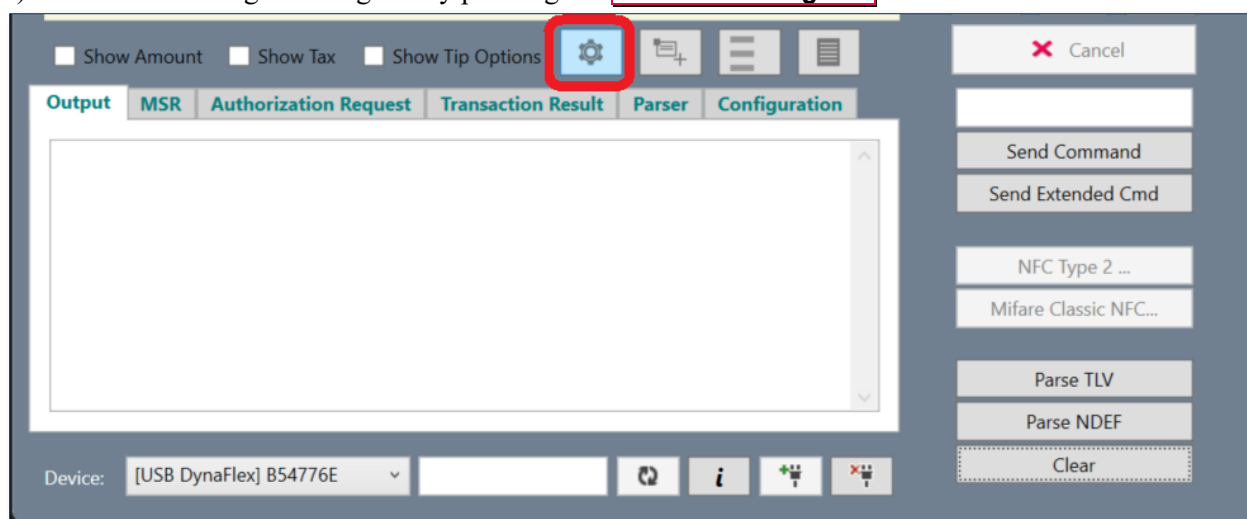 Show Amount Show Tax Show Tip Options
Cancel
Output MSR Authorization Request Transaction Result Parser Configuration
Send Command
Send Extended Cmd
NFC Type 2 ...
Mifare Classic NFC...
Parse TLV
Parse NDEF
Clear
Device: [USB DynaFlex] B54776E i